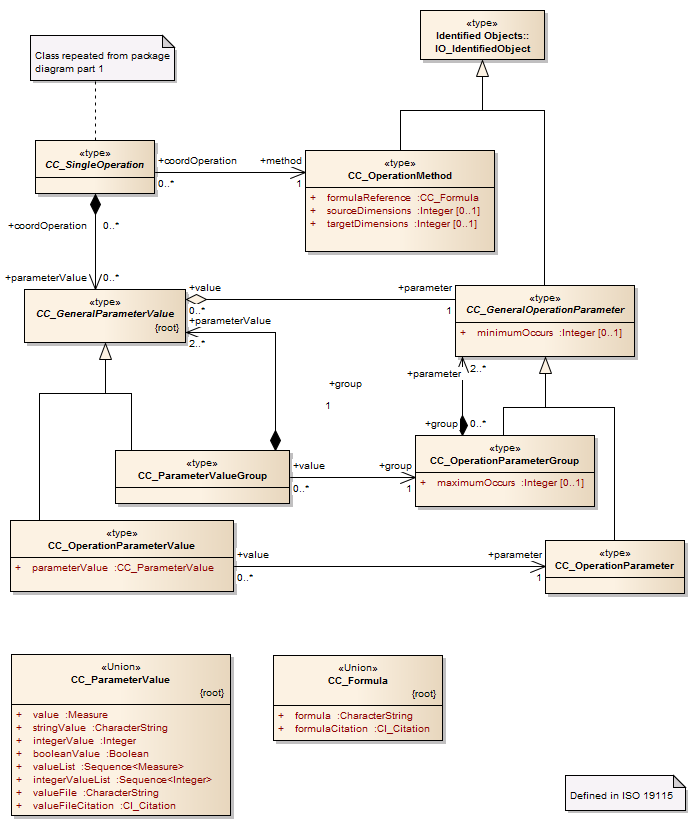 «type»
Identified Objects::
IO_IdentifiedObject
Class repeated from package
diagram part 1
«type»
CC_SingleOperation
+coordOperation
0..*
+method
1
«type»
CC_OperationMethod
+ formulaReference :CC_Formula
+ sourceDimensions :Integer [0..1]
+ targetDimensions :Integer [0..1]
+coordOperation
0..*
+parameterValue
0..*
«type»
CC_GeneralParameterValue
{root}
+value
0..*
+parameter
1
«type»
CC_GeneralOperationParameter
+ minimumOccurs :Integer [0..1]
+parameterValue
2..*
+parameter
2..*
+group
1
+group
0..*
«type»
CC_ParameterValueGroup
+value
0..*
+group
1
«type»
CC_OperationParameterGroup
+ maximumOccurs :Integer [0..1]
«type»
CC_OperationParameterValue
+ parameterValue :CC_ParameterValue
+value
0..*
+parameter
1
«type»
CC_OperationParameter
«Union»
CC_ParameterValue
{root}
+ value :Measure
+ stringValue :CharacterString
+ integerValue :Integer
+ booleanValue :Boolean
+ valueList :Sequence<Measure>
+ integerValueList :Sequence<Integer>
+ valueFile :CharacterString
+ valueFileCitation :CI_Citation
«Union»
CC_Formula
{root}
+ formula :CharacterString
+ formulaCitation :CI_Citation
Defined in ISO 19115